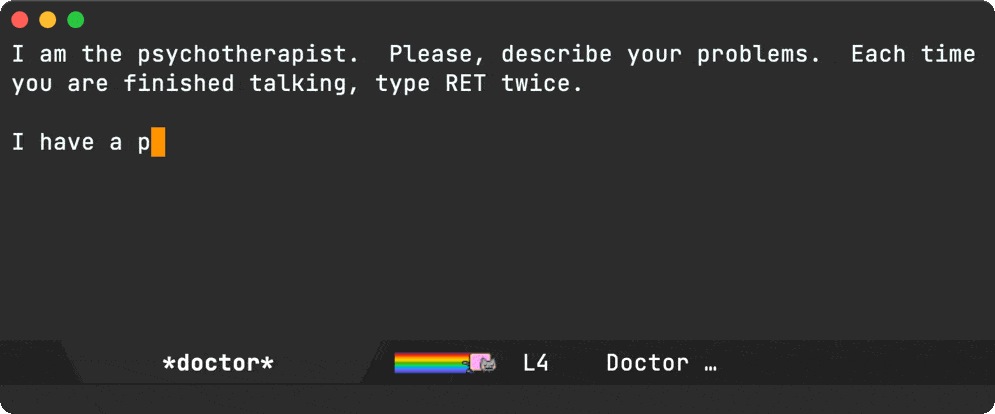 I am the psychotherapist.  Please, describe your problems.  Each time
you are finished talking, type RET twice.
I have a p
*doctor* L4 Doctor …